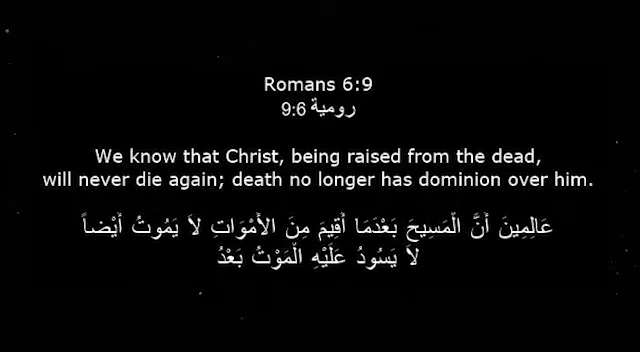 Romans 6:9
رومية 9:6
We know that Christ, being raised from the dead,
will never die again; death no longer has dominion over him.
عَالِمِينَ أَنَّ الْمَسِيحَ بَعْدَمَا أُقِيمَ مِنَ الأَمْوَاتِ لاَ يَمُوتُ أَيْضاً
لاَ يَسُودُ عَلَيْهِ الْمَوْتُ بَعْدُ